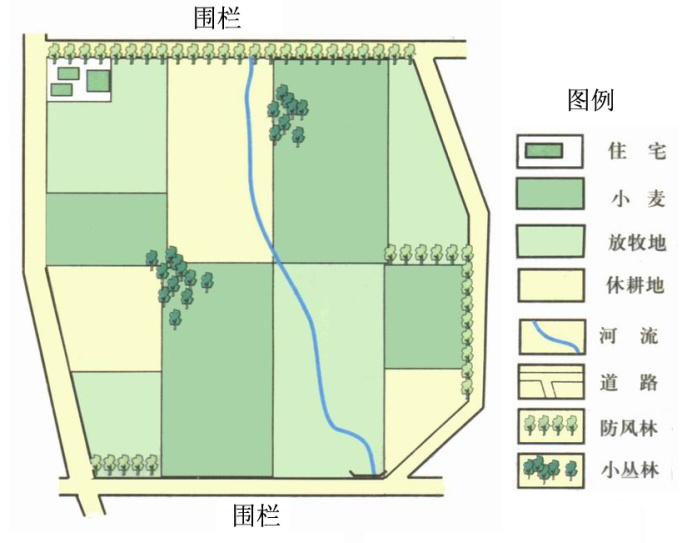 围栏
图例
住 宅
小 麦
放牧地
休耕地
河 流
道 路
防风林
小丛林
围栏